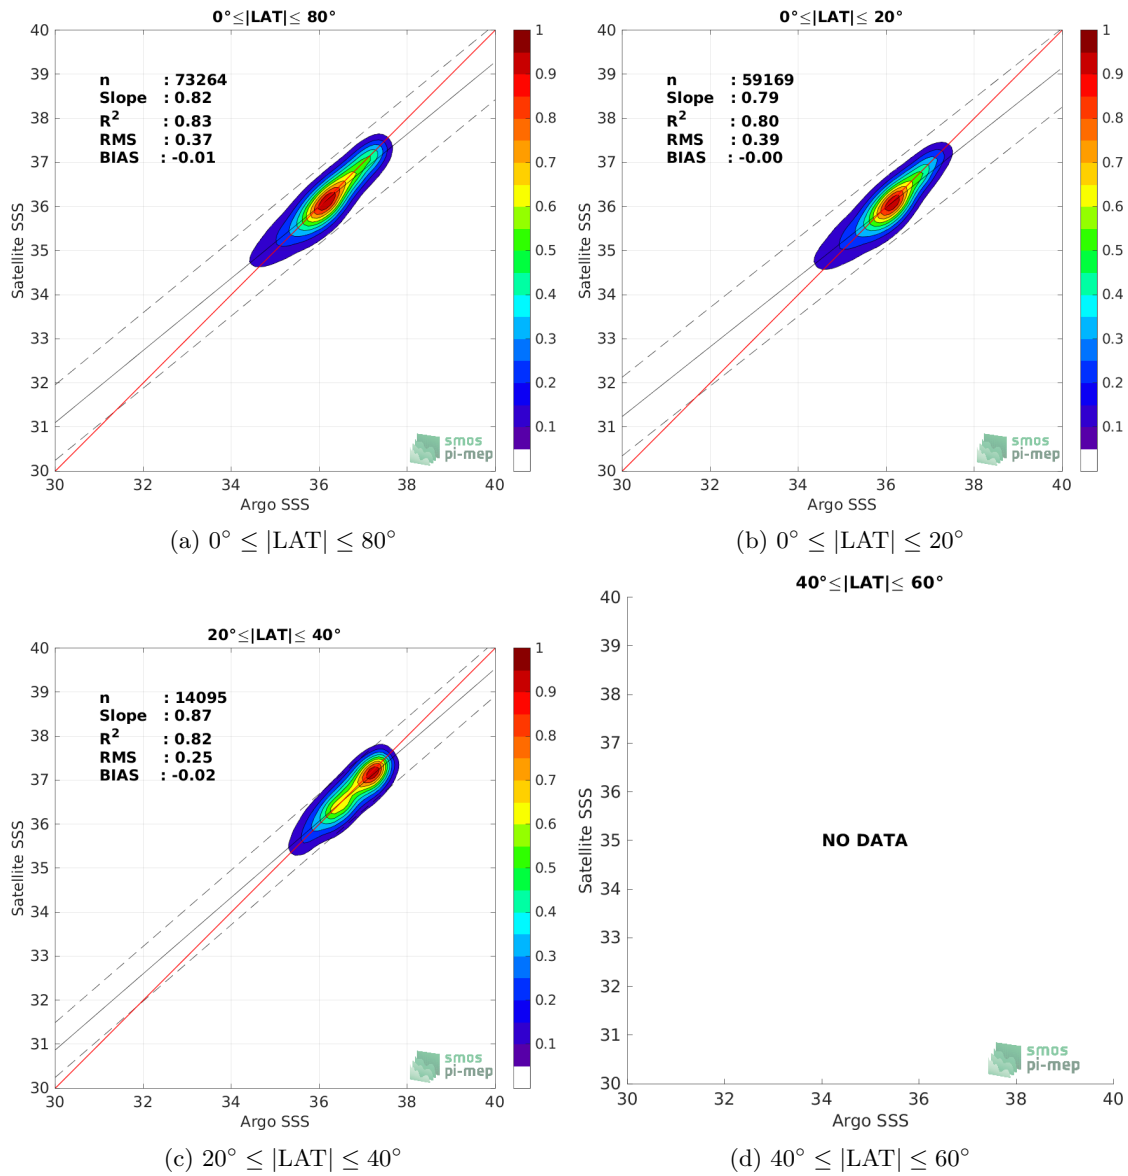 0°≤|LAT|≤ 80°
40
39
38
37
36
35
34
33
32
31
30
Satellite SSS
n : 73264
Slope : 0.82
R² : 0.83
RMS : 0.37
BIAS : -0.01
1
0.9
0.8
0.7
0.6
0.5
0.4
0.3
0.2
0.1
smos
pi-mep
30 32 34 36 38 40
Argo SSS
(a) 0° ≤ |LAT| ≤ 80°
0°≤|LAT|≤ 20°
40
39
38
37
36
35
34
33
32
31
30
Satellite SSS
n : 59169
Slope : 0.79
R² : 0.80
RMS : 0.39
BIAS : -0.00
1
0.9
0.8
0.7
0.6
0.5
0.4
0.3
0.2
0.1
smos
pi-mep
30 32 34 36 38 40
Argo SSS
(b) 0° ≤ |LAT| ≤ 20°
20°≤|LAT|≤ 40°
40
39
38
37
36
35
34
33
32
31
30
Satellite SSS
n : 14095
Slope : 0.87
R² : 0.82
RMS : 0.25
BIAS : -0.02
1
0.9
0.8
0.7
0.6
0.5
0.4
0.3
0.2
0.1
smos
pi-mep
30 32 34 36 38 40
Argo SSS
(c) 20° ≤ |LAT| ≤ 40°
40°≤|LAT|≤ 60°
40
39
38
37
36
35
34
33
32
31
30
Satellite SSS
NO DATA
smos
pi-mep
30 32 34 36 38 40
Argo SSS
(d) 40° ≤ |LAT| ≤ 60°